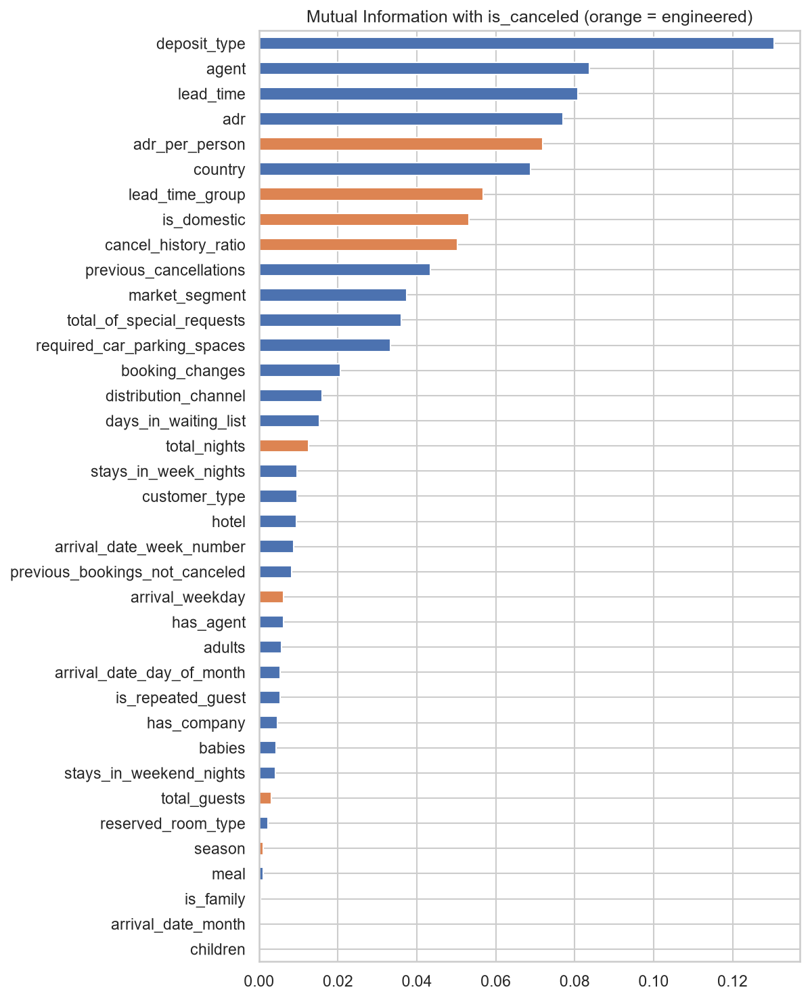 Mutual Information with is_canceled (orange = engineered)
deposit_type
agent
lead_time
adr
adr_per_person
country
lead_time_group
is_domestic
cancel_history_ratio
previous_cancellations
market_segment
total_of_special_requests
required_car_parking_spaces
booking_changes
distribution_channel
days_in_waiting_list
total_nights
stays_in_week_nights
customer_type
hotel
arrival_date_week_number
previous_bookings_not_canceled
arrival_weekday
has_agent
adults
arrival_date_day_of_month
is_repeated_guest
has_company
babies
stays_in_weekend_nights
total_guests
reserved_room_type
season
meal
is_family
arrival_date_month
children
0.00 0.02 0.04 0.06 0.08 0.10 0.12